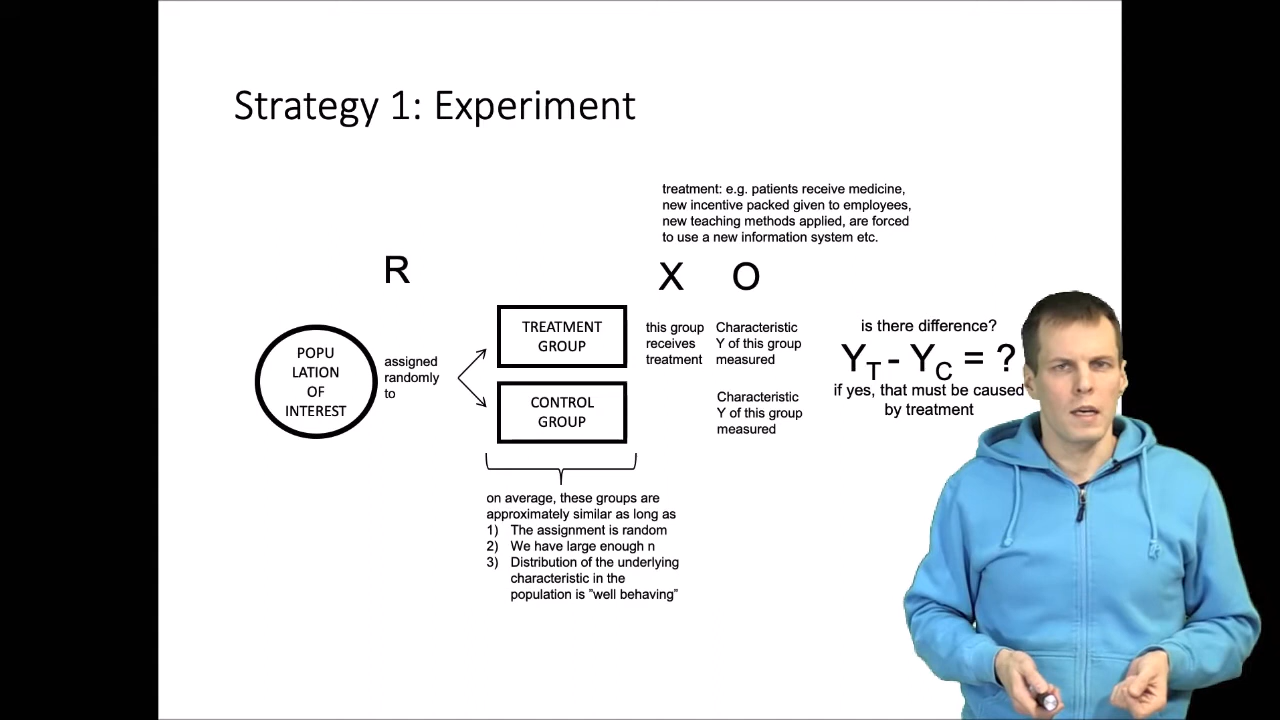 Strategy 1: Experiment
treatment: e.g. patients receive medicine,
new incentive packed given to employees,
new teaching methods applied, are forced
to use a new information system etc.
R
X O
POPU
LATION
OF
INTEREST
assigned
randomly
to
TREATMENT
GROUP
CONTROL
GROUP
this group
receives
treatment
Characteristic
Y of this group
measured
Characteristic
Y of this group
measured
is there difference?
YT - YC = ?
if yes, that must be caused
by treatment
on average, these groups are
approximately similar as long as
1) The assignment is random
2) We have large enough n
3) Distribution of the underlying
characteristic in the
population is ”well behaving”